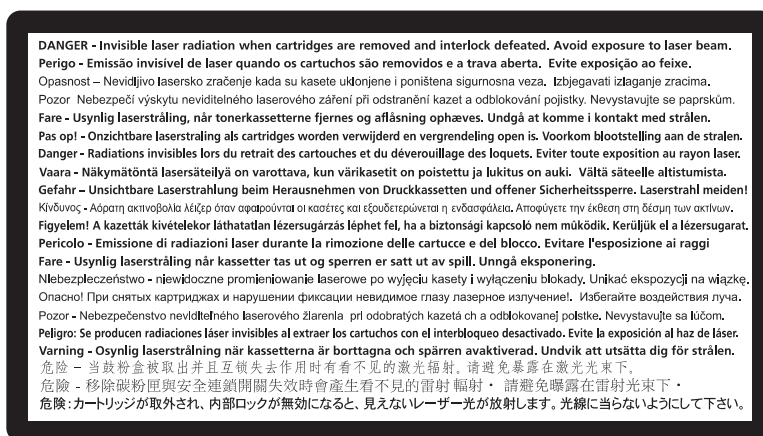 DANGER - Invisible laser radiation when cartridges are removed and interlock defeated. Avoid exposure to laser beam.
Perigo - Emissão invisível de laser quando os cartuchos são removidos e a trava aberta. Evite exposição ao feixe.
Opasnost – Nevidljivo lasersko zračenje kada su kasete uklonjene i poništena sigurnosna veza. Izbjegavati izlaganje zracima.
Pozor Nebezpečí výskytu neviditelného laserového záření při odstranění kazet a odblokování pojistky. Nevystavujte se paprskům.
Fare - Usynlig laserstråling, når tonerkassetterne fjernes og aflåsning ophæves. Undgå at komme i kontakt med strålen.
Pas op! - Onzichtbare laserstraling als cartridges worden verwijderd en vergrendeling open is. Voorkom blootstelling aan de stralen.
Danger - Radiations invisibles lors du retrait des cartouches et du déverouillage des loquets. Eviter toute exposition au rayon laser.
Vaara - Näkymätöntä lasersäteilyä on varottava, kun värikasetit on poistettu ja lukitus on auki. Vältä säteelle altistumista.
Gefahr – Unsichtbare Laserstrahlung beim Herausnehmen von Druckkassetten und offener Sicherheitssperre. Laserstrahl meiden!
Κίνδυνος - Αόρατη ακτινοβολία λέιζερ όταν αφαιρούνται οι κασέτες και εξουδετερώνεται η ενδασφάλεια. Αποφύγετε την έκθεση στη δέσμη των ακτίνων.
Figyelem! A kazetták kivételekor láthatatlan lézersugárzás léphet fel, ha a biztonsági kapcsoló nem működik. Kerüljük el a lézersugarat.
Pericolo - Emissione di radiazioni laser durante la rimozione delle cartucce e del blocco. Evitare l'esposizione ai raggi
Fare - Usynlig laserstråling når kassetter tas ut og sperren er satt ut av spill. Unngå eksponering.
NIebezpleczeństwo - niewidoczne promieniowanie laserowe po wyjęciu kasety i wyłączeniu blokady. Unikać ekspozycji na wiązkę.
Опасно! При снятых картриджах и нарушении фиксации невидимое глазу лазерное излучение!. Избегайте воздействия луча.
Pozor - Nebezpečenstvo nevIditeľného laserového žIarenIa prI odobratých kazetá ch a odblokovanej poIstke. Nevystavujte sa lúčom.
Peligro: Se producen radiaciones láser invisibles al extraer los cartuchos con el interbloqueo desactivado. Evite la exposición al haz de láser.
Varning - Osynlig laserstrålning när kassetterna är borttagna och spärren avaktiverad. Undvik att utsätta dig för strålen.
危险 – 当鼓粉盒被取出并且互锁失去作用时有看不见的激光辐射, 请避免暴露在激光光束下,
危險 - 移除碳粉匣與安全連鎖開關失效時會產生看不見的雷射輻射・ 請避免曝露在雷射光束下・
危険：カートリッジが取外され、内部ロックが無効になると、見えないレーザー光が放射します。光線に当らないようにして下さい。